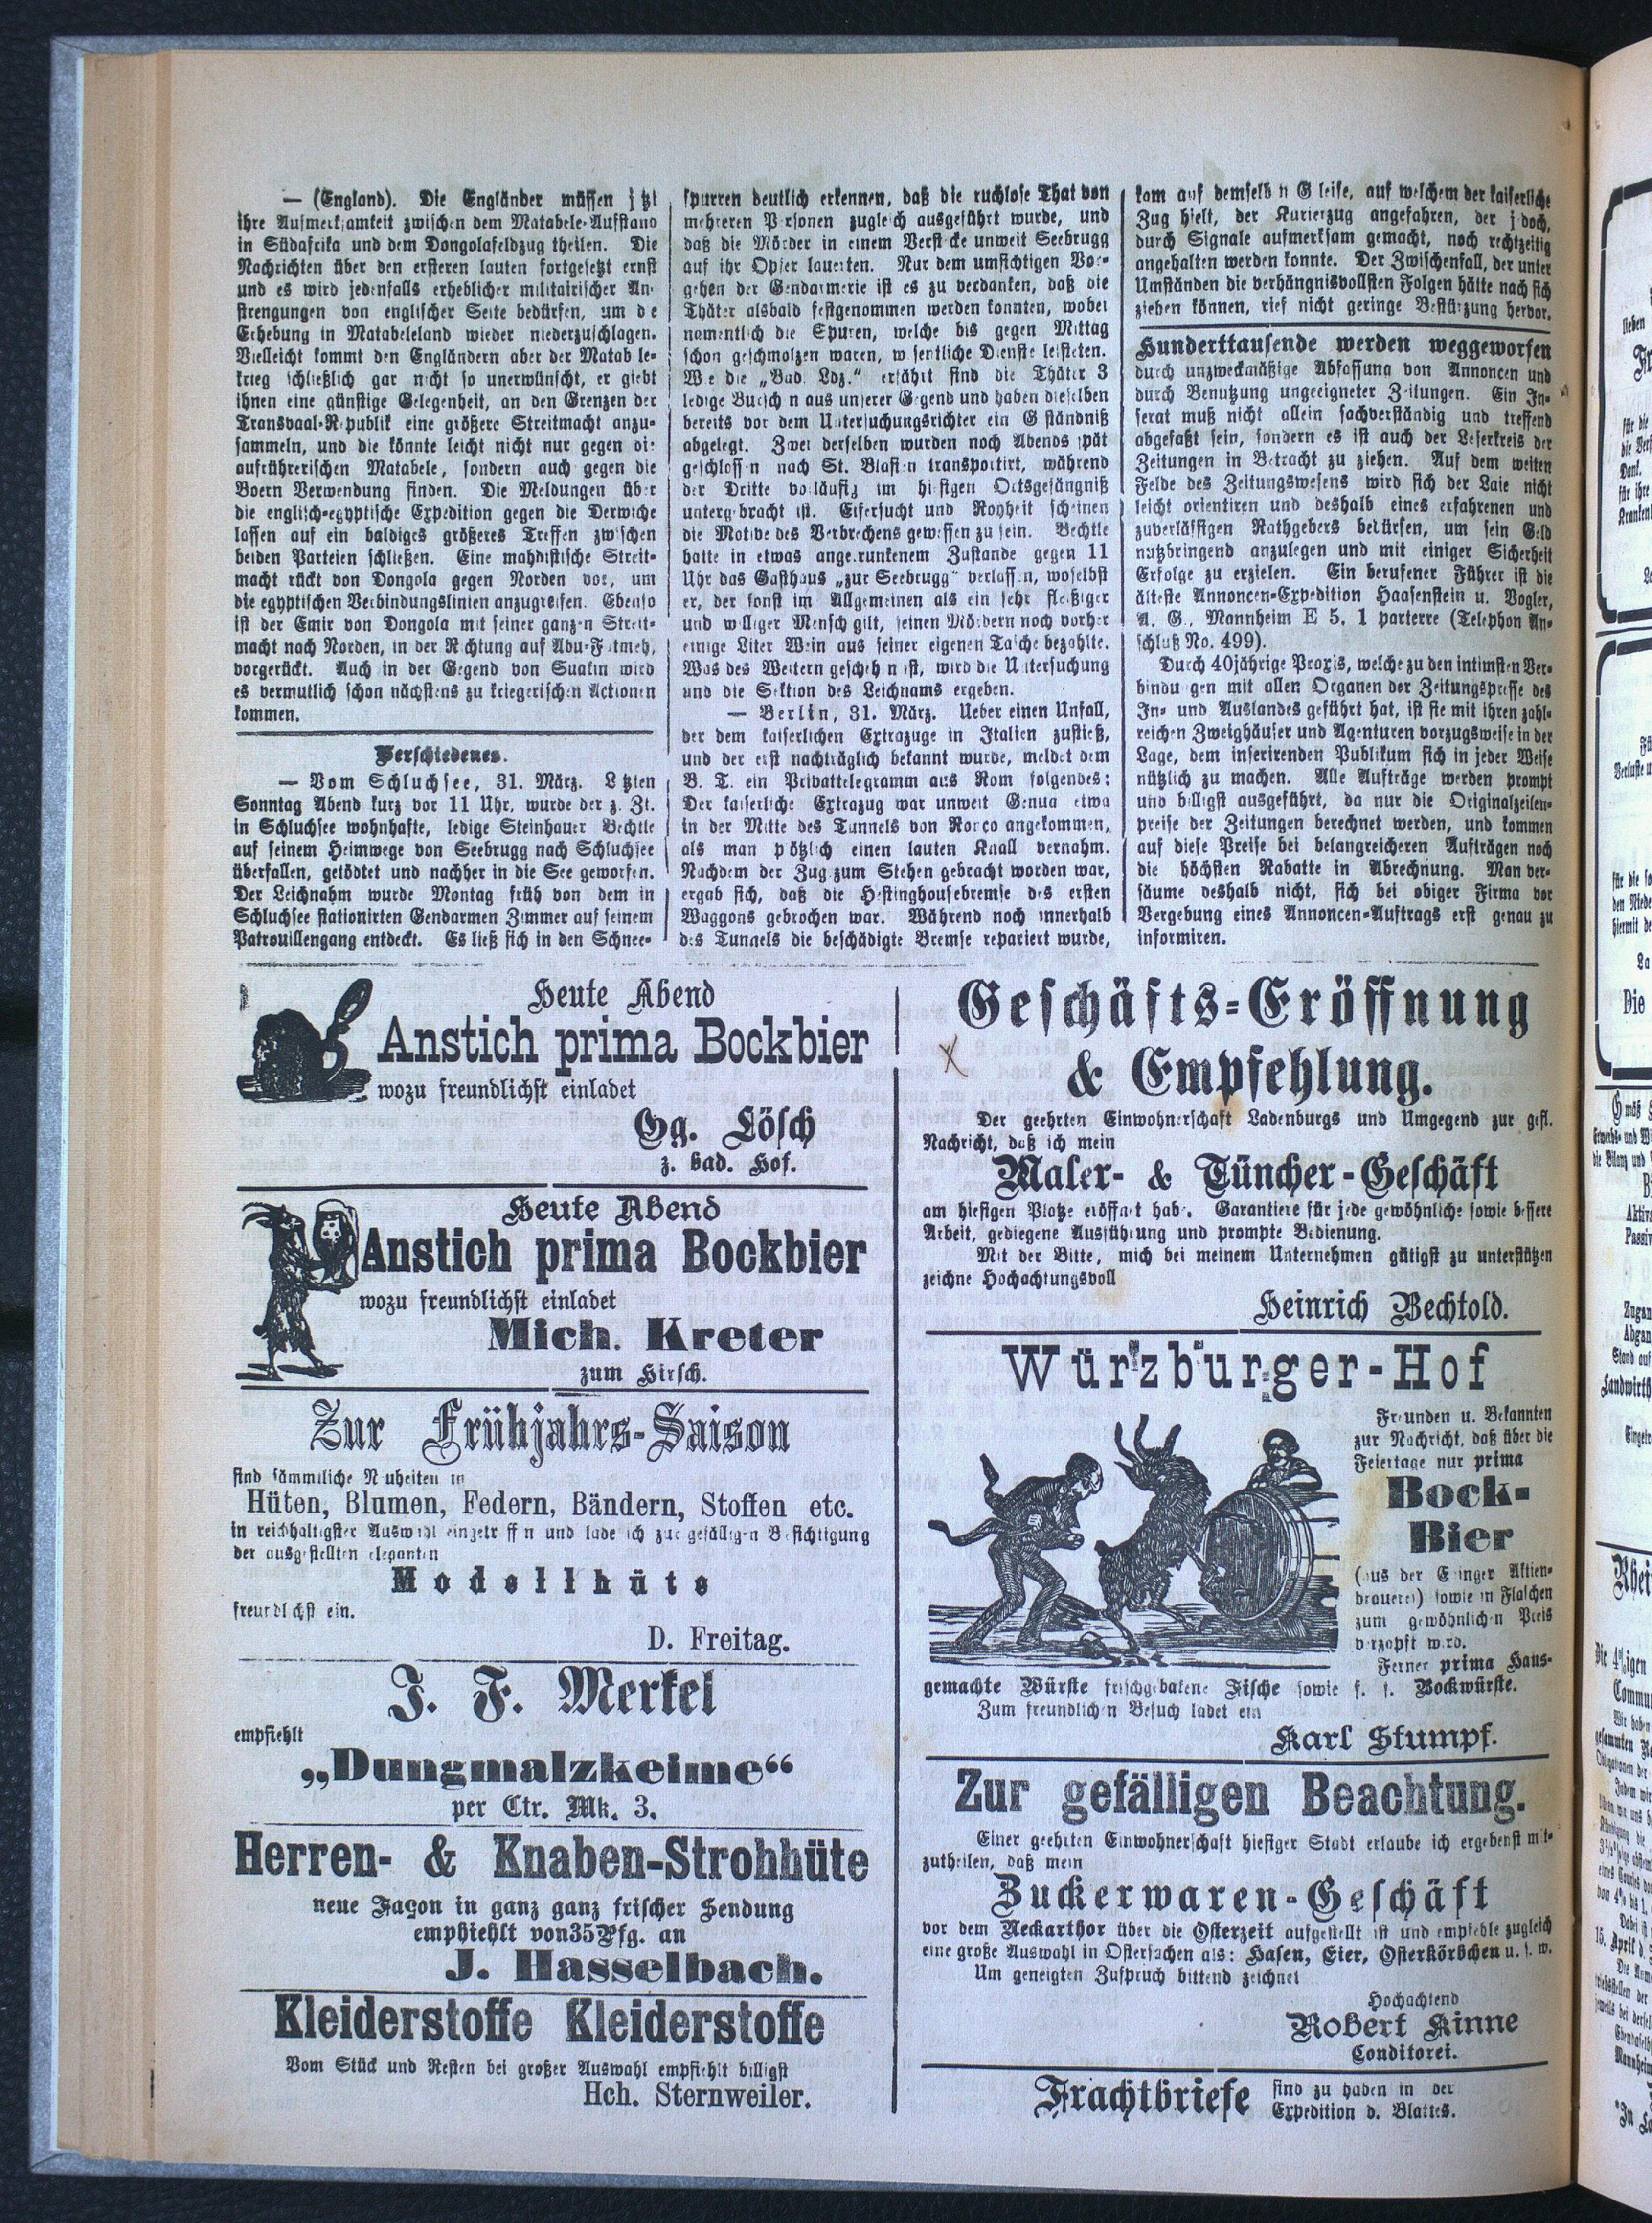 — (England). Die Engländer müssen j tzt
ihre Aufmerksamkeit zwischen dem Matabele-Aufstand
in Südafrika und dem Dongolafeldzug theilen. Die
Nachrichten über den ersteren lauten fortgesetzt ernst
und es wird jedenfalls erheblicher militairischer An-
strengungen von englischer Seite bedürfen, um d e
Erhebung in Matabeleland wieder niederzuschlagen.
Vielleicht kommt den Engländern aber der Matab le-
krieg schließlich gar nicht so unerwünscht, er giebt
ihnen eine günstige Gelegenheit, an den Grenzen der
Transvaal-Republik eine größere Streitmacht anzu-
sammeln, und die könnte leicht nicht nur gegen die
aufrührerischen Matabele, sondern auch gegen die
Boern Verwendung finden. Die Meldungen über
die englisch-egyptische Expedition gegen die Derwiche
lassen auf ein baldiges größeres Treffen zwischen
beiden Parteien schließen. Eine mahdistische Streit-
macht rückt von Dongola gegen Norden vor, um
die egyptischen Verbindungslinien anzugreifen. Ebenso
ist der Emir von Dongola mit seiner ganzen Streit-
macht nach Norden, in der Richtung auf Abu-Fatmeh,
vorgerückt. Auch in der Gegend von Suakin wird
es vermutlich schon nächstens zu kriegerischen Actionen
kommen.
Verschiedenes.
— Vom Schluchsee, 31. März. L tzten
Sonntag Abend kurz vor 11 Uhr, wurde der z. Zt.
in Schluchsee wohnhafte, ledige Steinhauer Bechtle
auf seinem Heimwege von Seebrugg nach Schluchsee
überfallen, getödtet und nachher in die See geworfen.
Der Leichnahm wurde Montag früh von dem in
Schluchsee stationirten Gendarmen Zimmer auf seinem
Patrouillengang entdeckt. Es ließ sich in den Schnee-
spurren deutlich erkennen, daß die ruchlose That von
mehreren Personen zugleich ausgeführt wurde, und
daß die Mörder in einem Verst cke unweit Seebrugg
auf ihr Opfer lauerten. Nur dem umsichtigen Vor-
gehen der Gendarmerie ist es zu verdanken, daß die
Thäter alsbald festgenommen werden konnten, wobei
namentlich die Spuren, welche bis gegen Mittag
schon geschmolzen waren, w sentliche Dienste leisteten.
Wie die „Bad. Ldz.“ erfährt sind die Thäter 3
ledige Bursch n aus unserer Gegend und haben dieselben
bereits vor dem Untersuchungsrichter ein G ständniß
abgelegt. Zwei derselben wurden noch Abends spät
geschloss n nach St. Blasien transportirt, während
der Dritte vorläufig im hiesigen Ortsgefängniß
untergebracht ist. Eifersucht und Rohheit scheinen
die Motive des Verbrechens gewesen zu sein. Bechtle
hatte in etwas angetrunkenem Zustande gegen 11
Uhr das Gasthaus „zur Seebrugg“ verlassen, woselbst
er, der sonst im Allgemeinen als ein sehr fleißiger
und williger Mensch gilt, seinen Mördern noch vorher
einige Liter Wein aus seiner eigenen Tasche bezahlte.
Was des Weitern gescheh n ist, wird die Untersuchung
und die Sektion des Leichnams ergeben.
— Berlin, 31. März. Ueber einen Unfall,
der dem kaiserlichen Extrazuge in Italien zustieß,
und der erst nachträglich bekannt wurde, meldet dem
B. T. ein Privattelegramm aus Rom folgendes:
Der kaiserliche Extrazug war unweit Genua etwa
in der Mitte des Tunnels von Ronco angekommen,
als man p ötzlich einen lauten Knall vernahm.
Nachdem der Zug zum Stehen gebracht worden war,
ergab sich, daß die Hestinghousebremse des ersten
Waggons gebrochen war. Während noch innerhalb
des Tunnels die beschädigte Bremse repariert wurde,
kam auf demselb n G leise, auf welchem der kaiserliche
Zug hielt, der Kurierzug angefahren, der j doch,
durch Signale aufmerksam gemacht, noch rechtzeitig
angehalten werden konnte. Der Zwischenfall, der unter
Umständen die verhängnisvollsten Folgen hätte nach sich
ziehen können, rief nicht geringe Bestürzung hervor.
Hunderttausende werden weggeworfen
durch unzweckmäßige Abfassung von Annoncen und
durch Benutzung ungeeigneter Zeitungen. Ein In-
serat muß nicht allein sachverständig und treffend
abgefaßt sein, sondern es ist auch der Leserkreis der
Zeitungen in Betracht zu ziehen. Auf dem weiten
Felde des Zeitungswesens wird sich der Laie nicht
leicht orientiren und deshalb eines erfahrenen und
zuverlässigen Rathgebers bedürfen, um sein Geld
nutzbringend anzulegen und mit einiger Sicherheit
Erfolge zu erzielen. Ein berufener Führer ist die
älteste Annoncen-Expedition Haasenstein u. Vogler,
A. G. Mannheim E 5. 1 parterre (Telephon An-
schluß No. 499).
Durch 40jährige Praxis, welche zu den intimsten Ver-
bindu gen mit allen Organen der Zeitungspresse des
In- und Auslandes geführt hat, ist sie mit ihren zahl-
reichen Zweighäuser und Agenturen vorzugsweise in der
Lage, dem inserirenden Publikum sich in jeder Weise
nützlich zu machen. Alle Aufträge werden prompt
und billigst ausgeführt, da nur die Originalzeilen-
preise der Zeitungen berechnet werden, und kommen
auf diese Preise bei belangreicheren Aufträgen noch
die höchsten Rabatte in Abrechnung. Man ver-
säume deshalb nicht, sich bei obiger Firma vor
Vergebung eines Annoncen-Auftrags erst genau zu
informiren.
Heute Abend
Anstich prima Bockbier
wozu freundlichst einladet
Gg. Lösch
z. bad. Hof.
Heute Abend
Anstich prima Bockbier
wozu freundlichst einladet
Mich. Kreter
zum Hirsch.
Zur Frühjahrs-Saison
sind sämmtliche N uheiten in
Hüten, Blumen, Federn, Bändern, Stoffen etc.
in reichhaltigster Auswahl eingetr ff n und lade ich zur gefälligen Besichtigung
der ausgestellten eleganten
Modellhüte
freundl chst ein.
D. Freitag.
J. F. Merkel
empfiehlt
„Dungmalzkeime“
per Ctr. Mk. 3.
Herren- & Knaben-Strohhüte
neue Façon in ganz ganz frischer Sendung
empfhiehlt von 35 Pfg. an
J. Hasselbach.
Kleiderstoffe Kleiderstoffe
Vom Stück und Resten bei großer Auswahl empfiehlt billigst
Hch. Sternweiler.
Geschäfts-Eröffnung
& Empfehlung.
Der geehrten Einwohnerschaft Ladenburgs und Umgegend zur gefl.
Nachricht, daß ich mein
Maler- & Tüncher-Geschäft
am hiesigen Platze eröffnet habe. Garantiere für jede gewöhnliche sowie bessere
Arbeit, gediegene Ausführung und prompte Bedienung.
Mit der Bitte, mich bei meinem Unternehmen gütigst zu unterstützen
zeichne Hochachtungsvoll
Heinrich Bechtold.
Würzburger-Hof
Freunden u. Bekannten
zur Nachricht, daß über die
Feiertage nur prima
Bock-
Bier
(aus der E inger Aktien-
brauerei) sowie in Flaschen
zum gewöhnlichen Preis
verzapft wird.
Ferner prima Haus-
gemachte Würste frischgebakene Fische sowie f. f. Bockwürste.
Zum freundlichen Besuch ladet ein
Karl Stumpf.
Zur gefälligen Beachtung.
Einer geehrten Einwohnerschaft hiesiger Stadt erlaube ich ergebenst mit-
zutheilen, daß mein
Zuckerwaren-Geschäft
vor dem Neckarthor über die Osterzeit aufgestellt ist und empfehle zugleich
eine große Auswahl in Ostersachen als: Hasen, Eier, Osterkörbchen u. s. w.
Um geneigten Zuspruch bittend zeichnet
Hochachtend
Robert Kinne
Conditorei.
Frachtbriefe sind zu haben in der
Expedition d. Blattes.